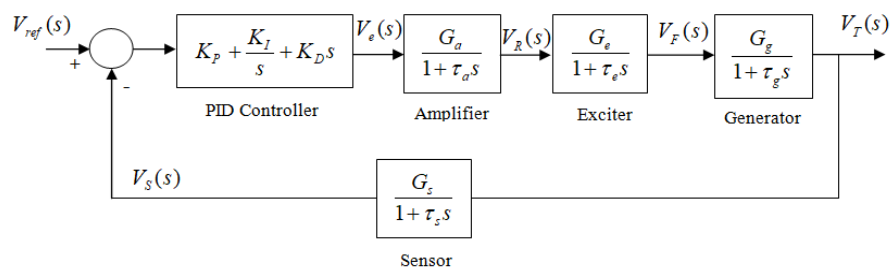 V_ref(s)
+
-
K_P + K_I/s + K_D s
PID Controller
V_e(s)
G_a/(1+τ_a s)
Amplifier
V_R(s)
G_e/(1+τ_e s)
Exciter
V_F(s)
G_g/(1+τ_g s)
Generator
V_T(s)
V_S(s)
G_s/(1+τ_s s)
Sensor